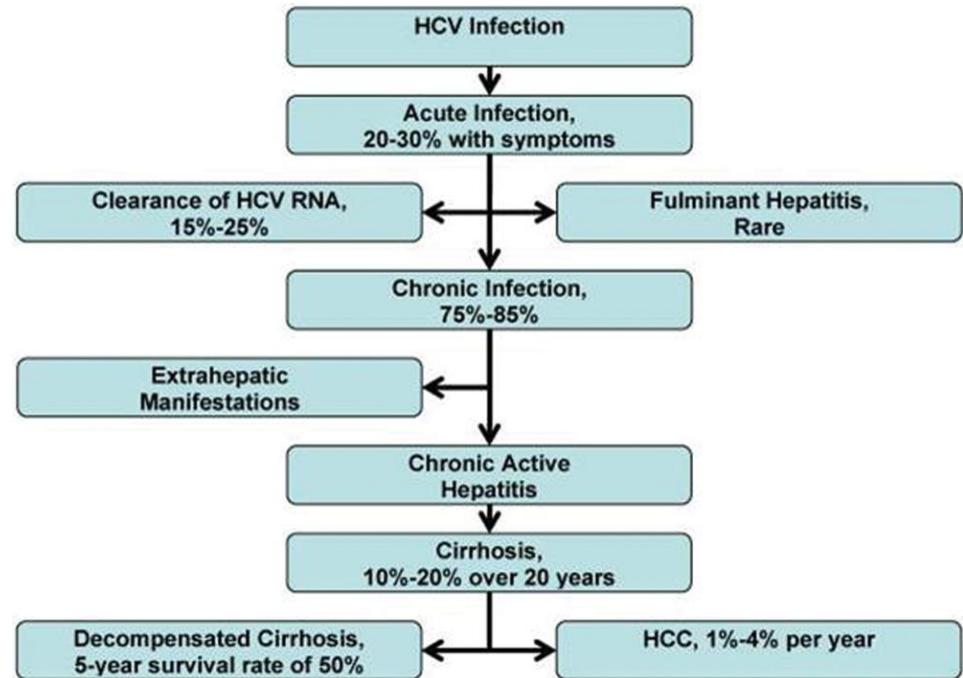 HCV Infection
Acute Infection,
20-30% with symptoms
Clearance of HCV RNA,
15%-25%
Fulminant Hepatitis,
Rare
Chronic Infection,
75%-85%
Extrahepatic
Manifestations
Chronic Active
Hepatitis
Cirrhosis,
10%-20% over 20 years
Decompensated Cirrhosis,
5-year survival rate of 50%
HCC, 1%-4% per year